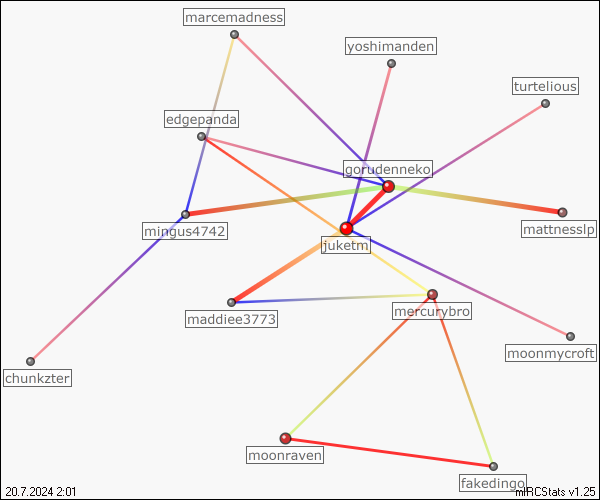 marcemadness
yoshimanden
turtelious
edgepanda
gorudenneko
mingus4742
mattnesslp
juketm
maddiee3773
mercurybro
moonmycroft
chunkzter
moonraven
fakedingo
20.7.2024 2:01
mIRCStats v1.25